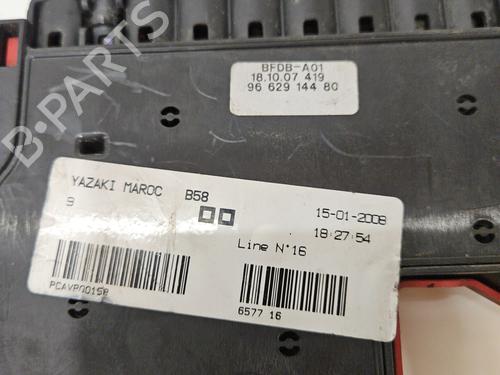 B-PARTS
BFDB-A01
18.10.07 419
96 629 144 80
YAZAKI MAROC B58
9
15-01-2008
18:27:54
Line N°16
6577 16